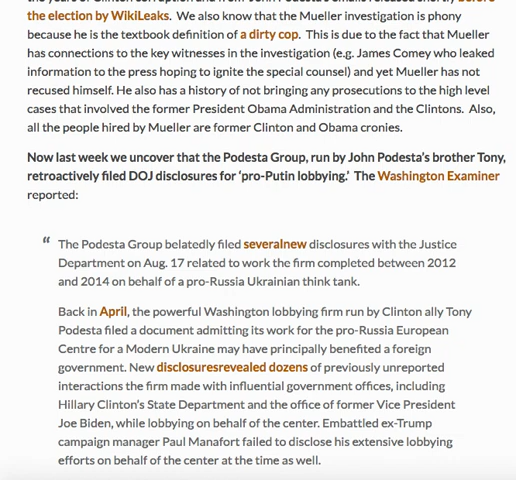 the election by WikiLeaks. We also know that the Mueller investigation is phony
because he is the textbook definition of a dirty cop. This is due to the fact that Mueller
has connections to the key witnesses in the investigation (e.g. James Comey who leaked
information to the press hoping to ignite the special counsel) and yet Mueller has not
recused himself. He also has a history of not bringing any prosecutions to the high level
cases that involved the former President Obama Administration and the Clintons. Also,
all the people hired by Mueller are former Clinton and Obama cronies.
Now last week we uncover that the Podesta Group, run by John Podesta's brother Tony,
retroactively filed DOJ disclosures for 'pro-Putin lobbying.' The Washington Examiner
reported:
“ The Podesta Group belatedly filed severalnew disclosures with the Justice
Department on Aug. 17 related to work the firm completed between 2012
and 2014 on behalf of a pro-Russia Ukrainian think tank.
Back in April, the powerful Washington lobbying firm run by Clinton ally Tony
Podesta filed a document admitting its work for the pro-Russia European
Centre for a Modern Ukraine may have principally benefited a foreign
government. New disclosuresrevealed dozens of previously unreported
interactions the firm made with influential government offices, including
Hillary Clinton's State Department and the office of former Vice President
Joe Biden, while lobbying on behalf of the center. Embattled ex-Trump
campaign manager Paul Manafort failed to disclose his extensive lobbying
efforts on behalf of the center at the time as well.